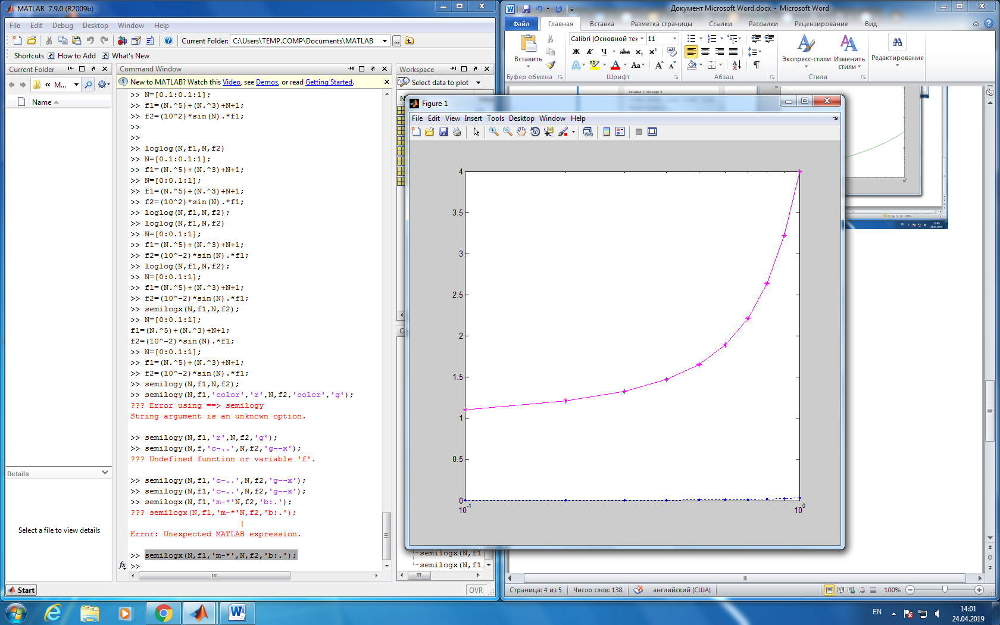 MATLAB 7.9.0 (R2009b)
File Edit Debug Desktop Window Help
Current Folder: C:\Users\TEMP.COMP\Documents\MATLAB
Shortcuts How to Add What's New
Current Folder
« M...
Name
Details
Select a file to view details
Command Window
New to MATLAB? Watch this Video, see Demos, or read Getting Started.
>> N=[0.1:0.1:1];
>> f1=(N.^5)+(N.^3)+N+1;
>> f2=(10^2)*sin(N).*f1;
>>
>>
>> loglog(N,f1,N,f2)
>> N=[0.1:0.1:1];
>> f1=(N.^5)+(N.^3)+N+1;
>> N=[0:0.1:1];
>> f1=(N.^5)+(N.^3)+N+1;
>> f2=(10^2)*sin(N).*f1;
>> loglog(N,f1,N,f2);
>> loglog(N,f1,N,f2)
>> N=[0:0.1:1];
>> f1=(N.^5)+(N.^3)+N+1;
>> f2=(10^-2)*sin(N).*f1;
>> loglog(N,f1,N,f2);
>> N=[0:0.1:1];
>> f1=(N.^5)+(N.^3)+N+1;
>> f2=(10^-2)*sin(N).*f1;
>> semilogx(N,f1,N,f2);
>> N=[0:0.1:1];
f1=(N.^5)+(N.^3)+N+1;
f2=(10^-2)*sin(N).*f1;
>> N=[0:0.1:1];
>> f1=(N.^5)+(N.^3)+N+1;
>> f2=(10^-2)*sin(N).*f1;
>> semilogy(N,f1,N,f2);
>> semilogy(N,f1,'color','r',N,f2,'color','g');
??? Error using ==> semilogy
String argument is an unknown option.
>> semilogy(N,f1,'r',N,f2,'g');
>> semilogy(N,f,'c-..',N,f2,'g--x');
??? Undefined function or variable 'f'.
>> semilogy(N,f1,'c-..',N,f2,'g--x');
>> semilogy(N,f1,'c-..',N,f2,'g--x');
>> semilogx(N,f1,'m-*'N,f2,'b:.');
??? semilogx(N,f1,'m-*'N,f2,'b:.');
|
Error: Unexpected MATLAB expression.
>> semilogx(N,f1,'m-*',N,f2,'b:.');
>>
fx
Workspace
Select data to plot
N
C
semilogx(N,f1,
semilogx(N,f1,
Start
OVR
Figure 1
File Edit View Insert Tools Desktop Window Help
4
3.5
3
2.5
2
1.5
1
0.5
0
10-1
100
Документ Microsoft Word.docx - Microsoft Word
Файл Главная Вставка Разметка страницы Ссылки Рассылки Рецензирование Вид
Вставить
Calibri (Основной тек 11
Ж К Ч abc x2 x2
A ab A Aa A A
Экспресс-стили Изменить стили
Редактирование
Буфер обмена Шрифт Абзац Стили
Columns 1 through 8
EN 13:49
24.04.2019
Страница: 4 из 5 Число слов: 138 английский (США) 100%
EN 14:01
24.04.2019